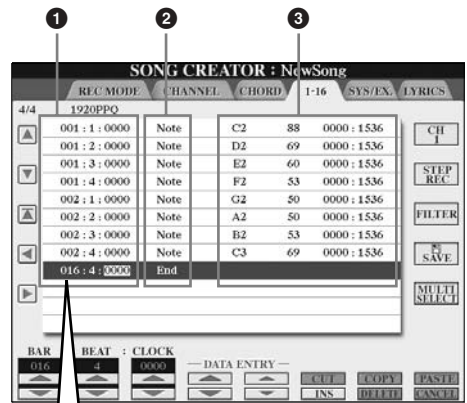 1 2 3
SONG CREATOR : NewSong
REC MODE CHANNEL CHORD 1-16 SYS/EX. LYRICS
4/4 1920PPQ
001 : 1 : 0000 Note C2 88 0000 : 1536
CH 1
001 : 2 : 0000 Note D2 69 0000 : 1536
001 : 3 : 0000 Note E2 60 0000 : 1536
STEP REC
001 : 4 : 0000 Note F2 53 0000 : 1536
002 : 1 : 0000 Note G2 50 0000 : 1536
FILTER
002 : 2 : 0000 Note A2 50 0000 : 1536
002 : 3 : 0000 Note B2 53 0000 : 1536
SAVE
002 : 4 : 0000 Note C3 69 0000 : 1536
016 : 4 : 0000 End
MULTI SELECT
BAR BEAT : CLOCK
016 4 0000
DATA ENTRY
CUT COPY PASTE
INS DELETE CANCEL